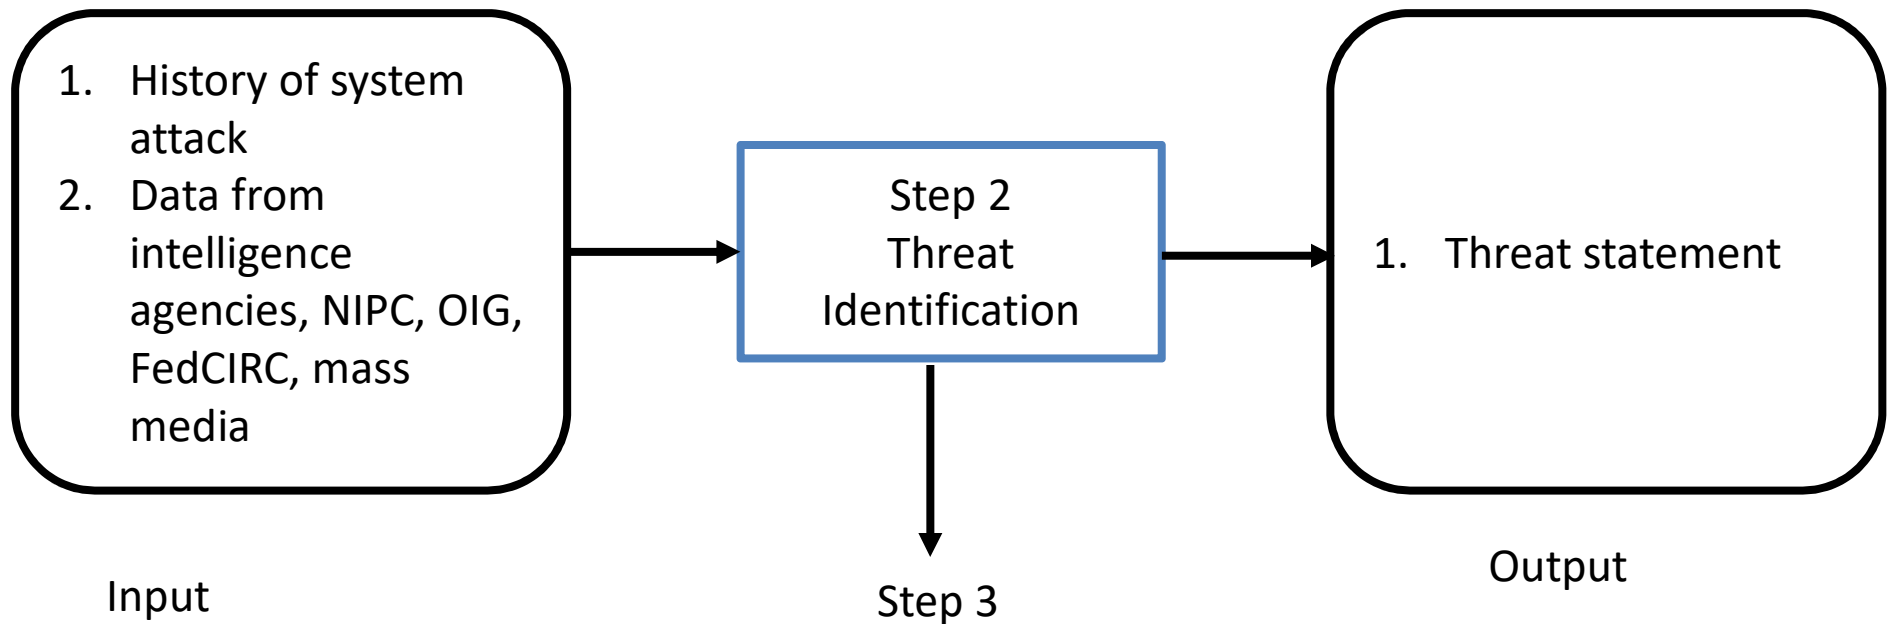 1. History of system
attack
2. Data from
intelligence
agencies, NIPC, OIG,
FedCIRC, mass
media
Input
Step 2
Threat
Identification
Step 3
1. Threat statement
Output